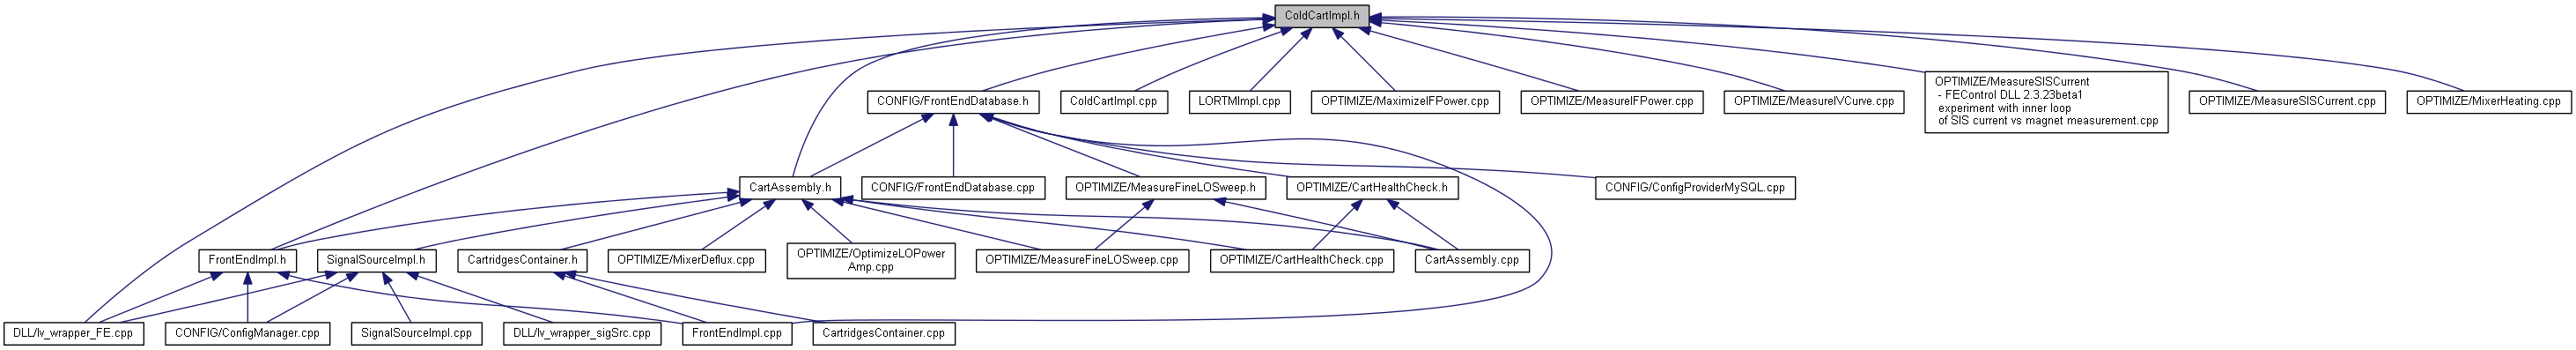 ColdCartImpl.h
CONFIG/FrontEndDatabase.h
ColdCartImpl.cpp
LORTMImpl.cpp
OPTIMIZE/MaximizeIFPower.cpp
OPTIMIZE/MeasureIFPower.cpp
OPTIMIZE/MeasureIVCurve.cpp
OPTIMIZE/MeasureSISCurrent
- FEControl DLL 2.3.23beta1
experiment with inner loop
of SIS current vs magnet measurement.cpp
OPTIMIZE/MeasureSISCurrent.cpp
OPTIMIZE/MixerHeating.cpp
CartAssembly.h
CONFIG/FrontEndDatabase.cpp
OPTIMIZE/MeasureFineLOSweep.h
OPTIMIZE/CartHealthCheck.h
CONFIG/ConfigProviderMySQL.cpp
FrontEndImpl.h
SignalSourceImpl.h
CartridgesContainer.h
OPTIMIZE/MixerDeflux.cpp
OPTIMIZE/OptimizeLOPower
Amp.cpp
OPTIMIZE/MeasureFineLOSweep.cpp
OPTIMIZE/CartHealthCheck.cpp
CartAssembly.cpp
DLL/lv_wrapper_FE.cpp
CONFIG/ConfigManager.cpp
SignalSourceImpl.cpp
DLL/lv_wrapper_sigSrc.cpp
FrontEndImpl.cpp
CartridgesContainer.cpp